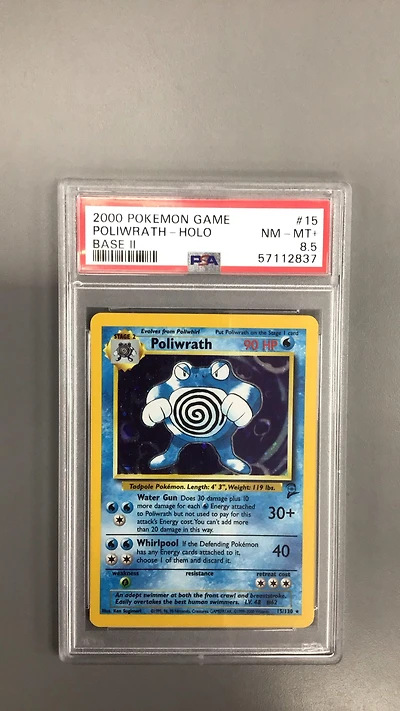 2000 POKEMON GAME #15
POLIWRATH - HOLO NM - MT+
BASE II 8.5
PSA 57112837
Evolves from Poliwhirl Put Poliwrath on the Stage 1 card
STAGE 2
Poliwrath 90 HP
Tadpole Pokémon. Length: 4' 3", Weight: 119 lbs.
Water Gun Does 30 damage plus 10
more damage for each Energy attached
to Poliwrath but not used to pay for this
attack's Energy cost. You can't add more
than 20 damage in this way.
30+
Whirlpool If the Defending Pokémon
has any Energy cards attached to it,
choose 1 of them and discard it.
40
weakness resistance retreat cost
An adept swimmer at both the front crawl and breaststroke.
Easily overtakes the best human swimmers. LV. 48 #62
Illus. Ken Sugimori
15/130